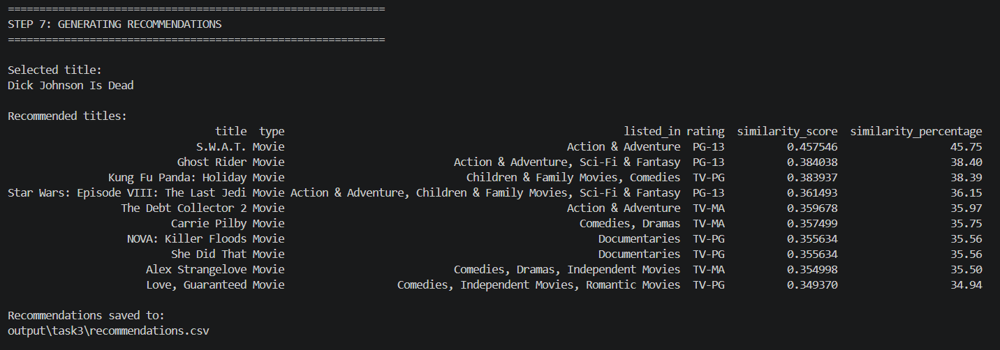 ============================================================
STEP 7: GENERATING RECOMMENDATIONS
============================================================
Selected title:
Dick Johnson Is Dead
Recommended titles:
title type listed_in rating similarity_score similarity_percentage
S.W.A.T. Movie Action & Adventure PG-13 0.457546 45.75
Ghost Rider Movie Action & Adventure, Sci-Fi & Fantasy PG-13 0.384038 38.40
Kung Fu Panda: Holiday Movie Children & Family Movies, Comedies TV-PG 0.383937 38.39
Star Wars: Episode VIII: The Last Jedi Movie Action & Adventure, Children & Family Movies, Sci-Fi & Fantasy PG-13 0.361493 36.15
The Debt Collector 2 Movie Action & Adventure TV-MA 0.359678 35.97
Carrie Pilby Movie Comedies, Dramas TV-MA 0.357499 35.75
NOVA: Killer Floods Movie Documentaries TV-PG 0.355634 35.56
She Did That Movie Documentaries TV-PG 0.355634 35.56
Alex Strangelove Movie Comedies, Dramas, Independent Movies TV-MA 0.354998 35.50
Love, Guaranteed Movie Comedies, Independent Movies, Romantic Movies TV-PG 0.349370 34.94
Recommendations saved to:
output\task3\recommendations.csv